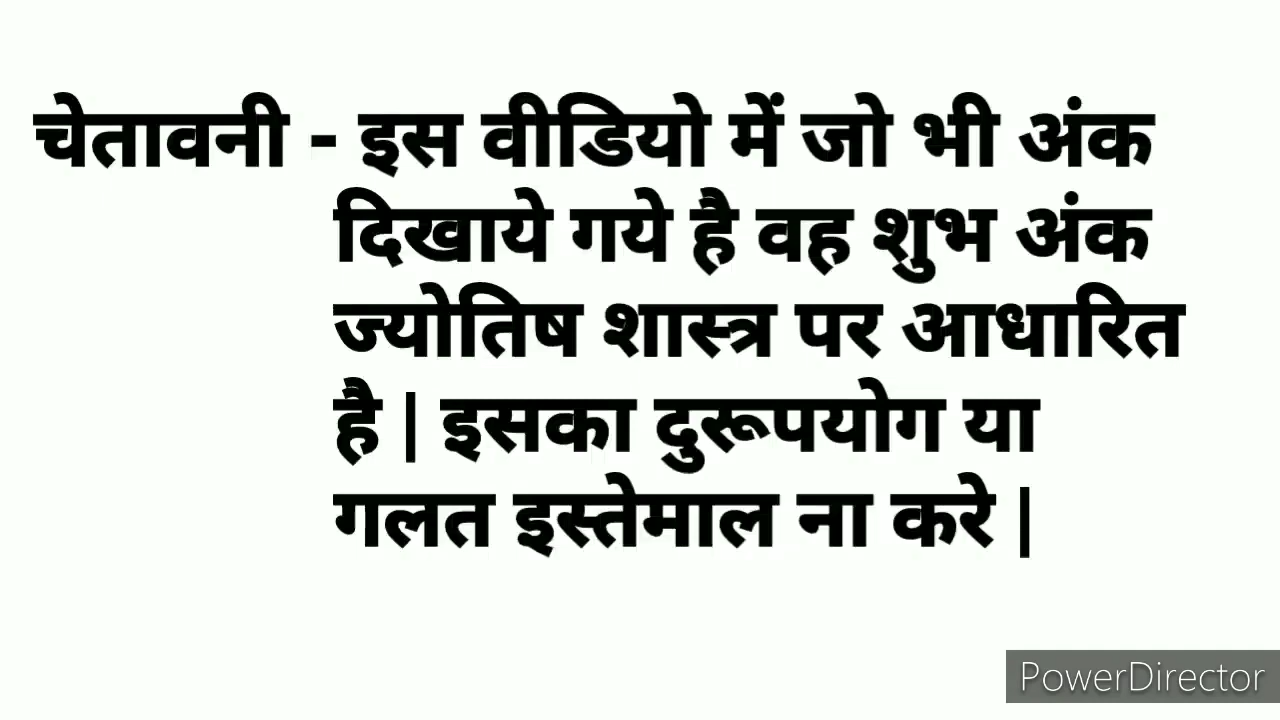 चेतावनी - इस वीडियो में जो भी अंक
दिखाये गये है वह शुभ अंक
ज्योतिष शास्त्र पर आधारित
है | इसका दुरूपयोग या
गलत इस्तेमाल ना करे |
PowerDirector